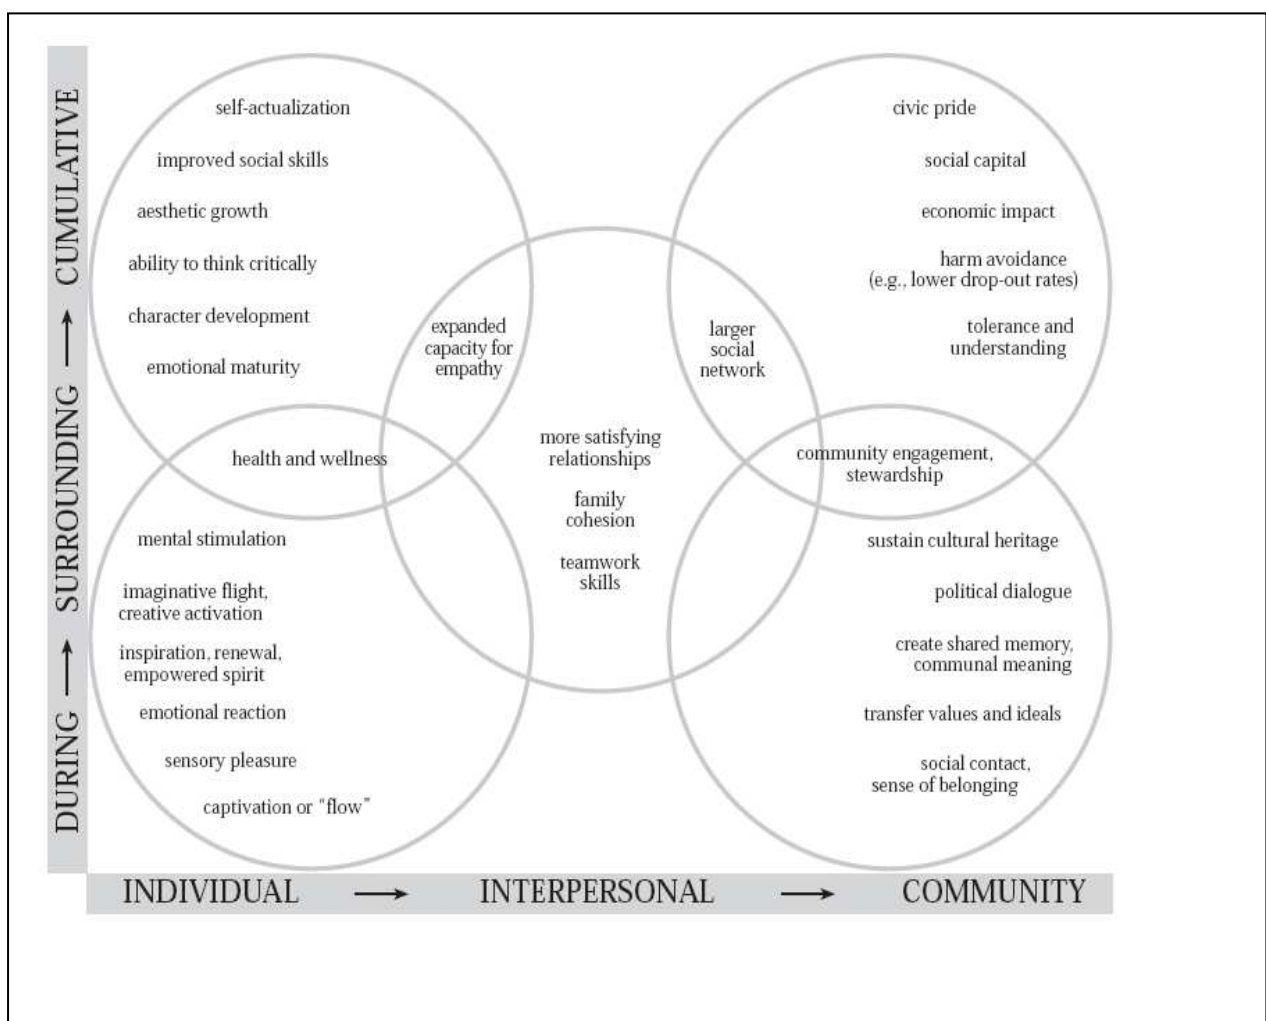 CUMULATIVE
SURROUNDING
DURING
self-actualization
improved social skills
aesthetic growth
ability to think critically
character development
emotional maturity
expanded
capacity for
empathy
health and wellness
mental stimulation
imaginative flight,
creative activation
inspiration, renewal,
empowered spirit
emotional reaction
sensory pleasure
captivation or “flow”
more satisfying
relationships
family
cohesion
teamwork
skills
civic pride
social capital
economic impact
harm avoidance
(e.g., lower drop-out rates)
tolerance and
understanding
larger
social
network
community engagement,
stewardship
sustain cultural heritage
political dialogue
create shared memory,
communal meaning
transfer values and ideals
social contact,
sense of belonging
INDIVIDUAL → INTERPERSONAL → COMMUNITY